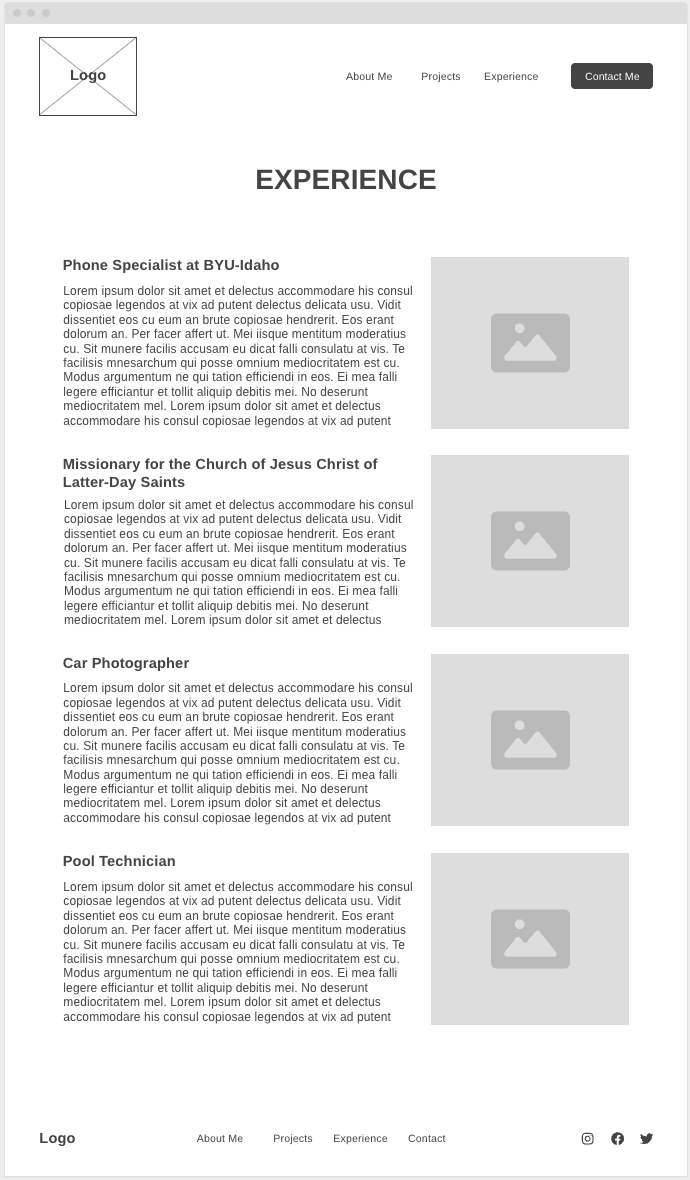 Logo
About Me
Projects
Experience
Contact Me
EXPERIENCE
Phone Specialist at BYU-Idaho
Lorem ipsum dolor sit amet et delectus accommodare his consul
copiosae legendos at vix ad putent delectus delicata usu. Vidit
dissentiet eos cu eum an brute copiosae hendrerit. Eos erant
dolorum an. Per facer affert ut. Mei iisque mentitum moderatius
cu. Sit munere facilis accusam eu dicat falli consulatu at vis. Te
facilisis mnesarchum qui posse omnium mediocritatem est cu.
Modus argumentum ne qui tation efficiendi in eos. Ei mea falli
legere efficiantur et tollit aliquip debitis mei. No deserunt
mediocritatem mel. Lorem ipsum dolor sit amet et delectus
accommodare his consul copiosae legendos at vix ad putent
Missionary for the Church of Jesus Christ of
Latter-Day Saints
Lorem ipsum dolor sit amet et delectus accommodare his consul
copiosae legendos at vix ad putent delectus delicata usu. Vidit
dissentiet eos cu eum an brute copiosae hendrerit. Eos erant
dolorum an. Per facer affert ut. Mei iisque mentitum moderatius
cu. Sit munere facilis accusam eu dicat falli consulatu at vis. Te
facilisis mnesarchum qui posse omnium mediocritatem est cu.
Modus argumentum ne qui tation efficiendi in eos. Ei mea falli
legere efficiantur et tollit aliquip debitis mei. No deserunt
mediocritatem mel. Lorem ipsum dolor sit amet et delectus
Car Photographer
Lorem ipsum dolor sit amet et delectus accommodare his consul
copiosae legendos at vix ad putent delectus delicata usu. Vidit
dissentiet eos cu eum an brute copiosae hendrerit. Eos erant
dolorum an. Per facer affert ut. Mei iisque mentitum moderatius
cu. Sit munere facilis accusam eu dicat falli consulatu at vis. Te
facilisis mnesarchum qui posse omnium mediocritatem est cu.
Modus argumentum ne qui tation efficiendi in eos. Ei mea falli
legere efficiantur et tollit aliquip debitis mei. No deserunt
mediocritatem mel. Lorem ipsum dolor sit amet et delectus
accommodare his consul copiosae legendos at vix ad putent
Pool Technician
Lorem ipsum dolor sit amet et delectus accommodare his consul
copiosae legendos at vix ad putent delectus delicata usu. Vidit
dissentiet eos cu eum an brute copiosae hendrerit. Eos erant
dolorum an. Per facer affert ut. Mei iisque mentitum moderatius
cu. Sit munere facilis accusam eu dicat falli consulatu at vis. Te
facilisis mnesarchum qui posse omnium mediocritatem est cu.
Modus argumentum ne qui tation efficiendi in eos. Ei mea falli
legere efficiantur et tollit aliquip debitis mei. No deserunt
mediocritatem mel. Lorem ipsum dolor sit amet et delectus
accommodare his consul copiosae legendos at vix ad putent
Logo
About Me
Projects
Experience
Contact